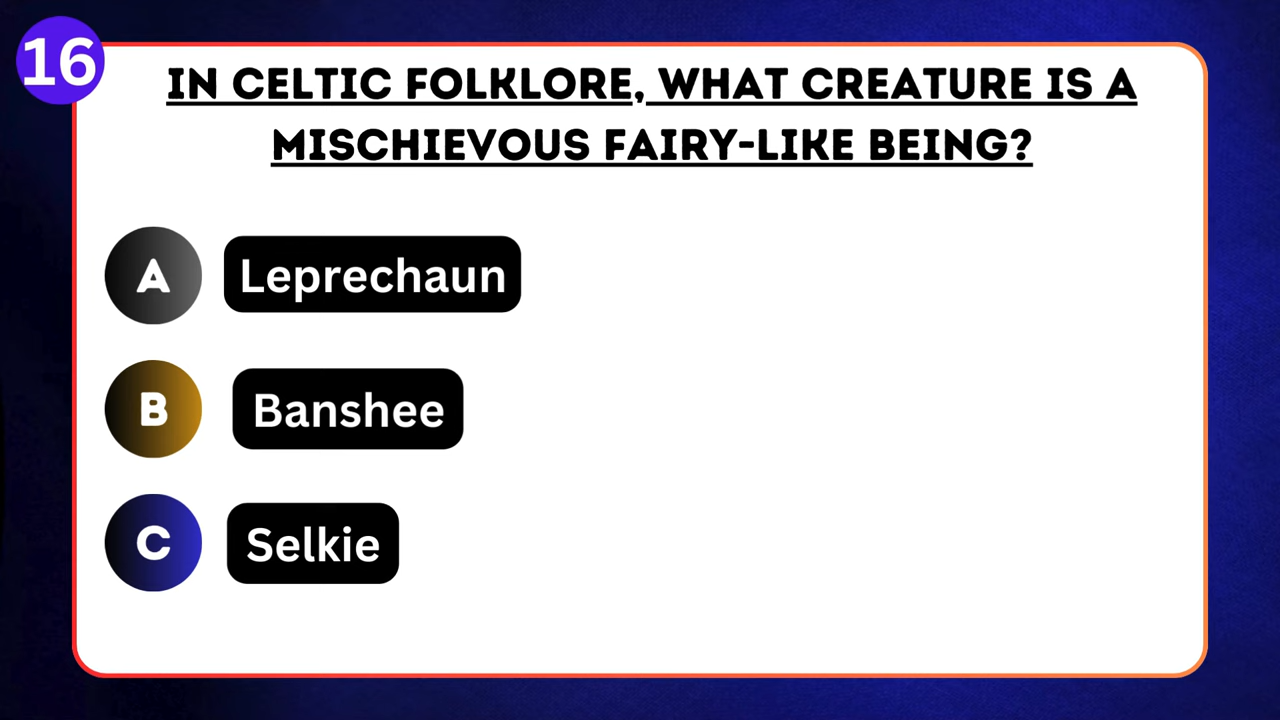 16
IN CELTIC FOLKLORE, WHAT CREATURE IS A
MISCHIEVOUS FAIRY-LIKE BEING?
A Leprechaun
B Banshee
C Selkie